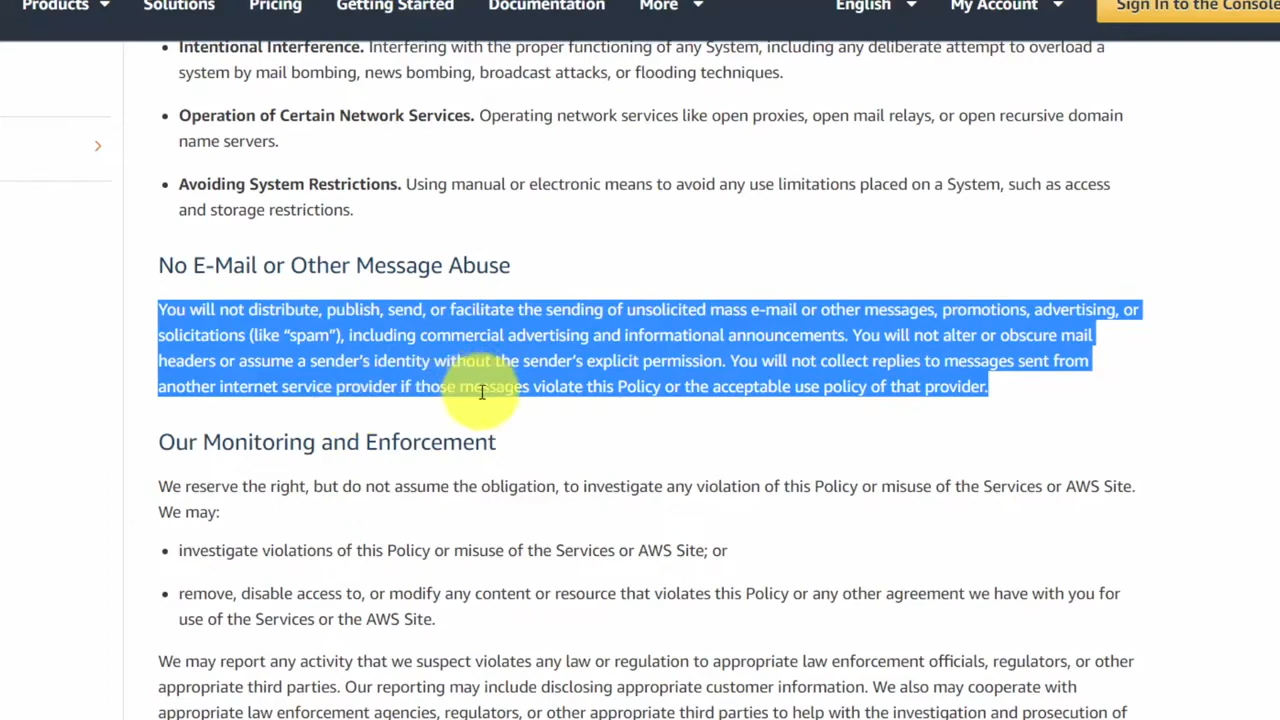 Products Solutions Pricing Getting Started Documentation More English My Account Sign In to the Console
• Intentional Interference. Interfering with the proper functioning of any System, including any deliberate attempt to overload a
system by mail bombing, news bombing, broadcast attacks, or flooding techniques.
• Operation of Certain Network Services. Operating network services like open proxies, open mail relays, or open recursive domain
name servers.
• Avoiding System Restrictions. Using manual or electronic means to avoid any use limitations placed on a System, such as access
and storage restrictions.
No E-Mail or Other Message Abuse
You will not distribute, publish, send, or facilitate the sending of unsolicited mass e-mail or other messages, promotions, advertising, or
solicitations (like “spam”), including commercial advertising and informational announcements. You will not alter or obscure mail
headers or assume a sender’s identity without the sender’s explicit permission. You will not collect replies to messages sent from
another internet service provider if those messages violate this Policy or the acceptable use policy of that provider.
Our Monitoring and Enforcement
We reserve the right, but do not assume the obligation, to investigate any violation of this Policy or misuse of the Services or AWS Site.
We may:
• investigate violations of this Policy or misuse of the Services or AWS Site; or
• remove, disable access to, or modify any content or resource that violates this Policy or any other agreement we have with you for
use of the Services or the AWS Site.
We may report any activity that we suspect violates any law or regulation to appropriate law enforcement officials, regulators, or other
appropriate third parties. Our reporting may include disclosing appropriate customer information. We also may cooperate with
appropriate law enforcement agencies, regulators, or other appropriate third parties to help with the investigation and prosecution of